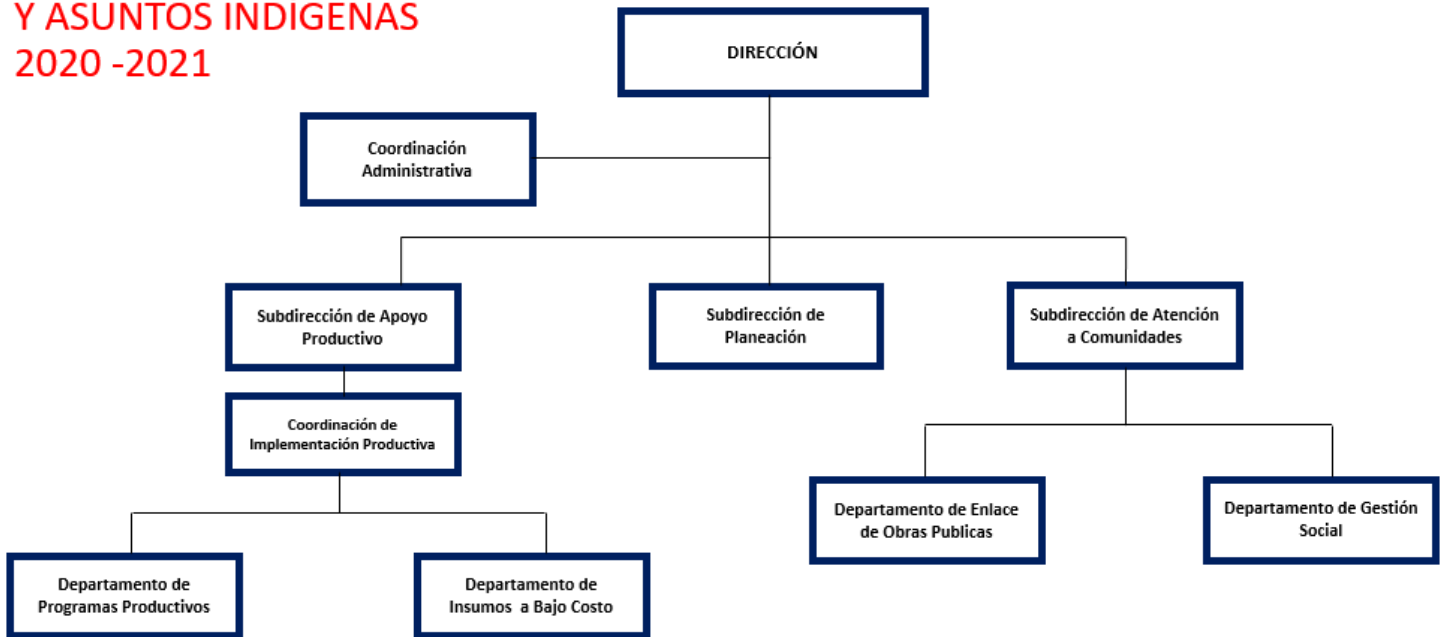 Y ASUNTOS INDIGENAS
2020 -2021
DIRECCIÓN
Coordinación
Administrativa
Subdirección de Apoyo
Productivo
Subdirección de
Planeación
Subdirección de Atención
a Comunidades
Coordinación de
Implementación Productiva
Departamento de Enlace
de Obras Publicas
Departamento de Gestión
Social
Departamento de
Programas Productivos
Departamento de
Insumos a Bajo Costo